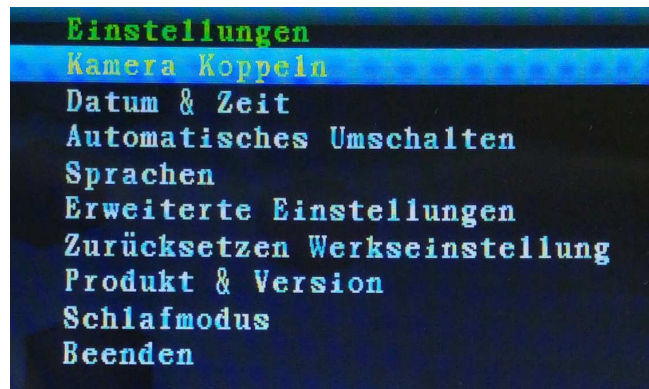 Einstellungen
Kamera Koppeln
Datum & Zeit
Automatisches Umschalten
Sprachen
Erweiterte Einstellungen
Zurücksetzen Werkseinstellung
Produkt & Version
Schlafmodus
Beenden